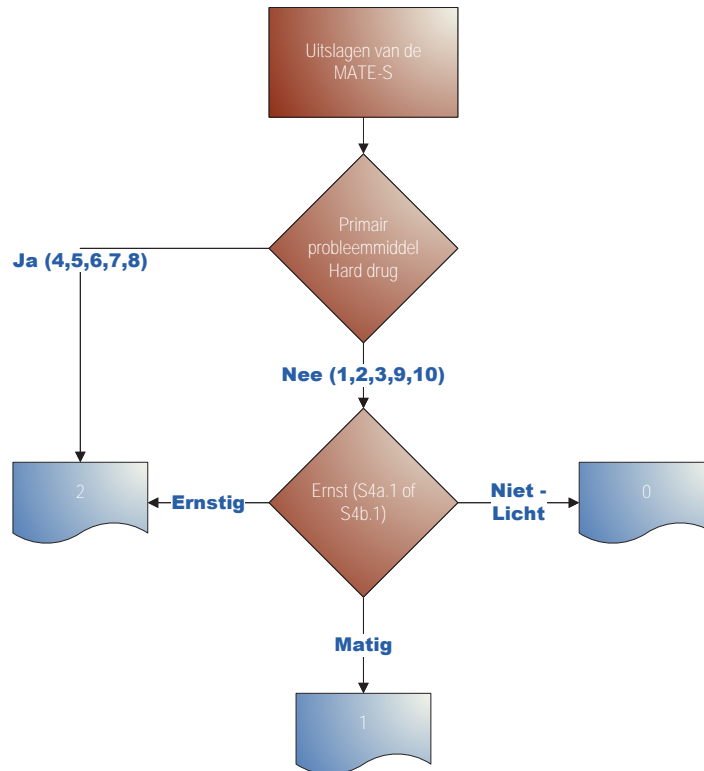 Uitslagen van de
MATE-S
Primair
probleemmiddel
Hard drug
Ja (4,5,6,7,8)
Nee (1,2,3,9,10)
2
Ernstig
Ernst (S4a.1 of
S4b.1)
Niet -
Licht
0
Matig
1